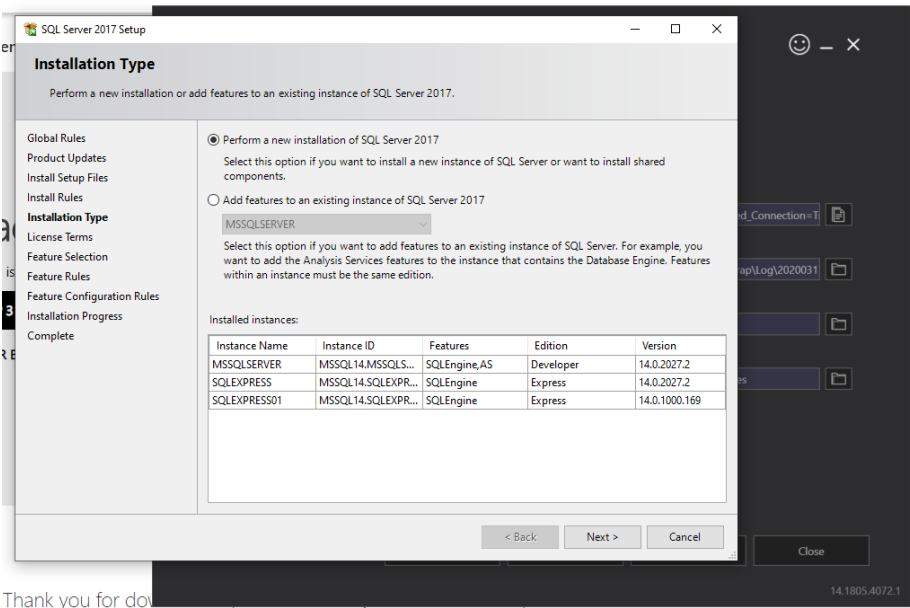 SQL Server 2017 Setup
Installation Type
Perform a new installation or add features to an existing instance of SQL Server 2017.
Global Rules
Product Updates
Install Setup Files
Install Rules
Installation Type
License Terms
Feature Selection
Feature Rules
Feature Configuration Rules
Installation Progress
Complete
Perform a new installation of SQL Server 2017
Select this option if you want to install a new instance of SQL Server or want to install shared
components.
Add features to an existing instance of SQL Server 2017
MSSQLSERVER
Select this option if you want to add features to an existing instance of SQL Server. For example, you
want to add the Analysis Services features to the instance that contains the Database Engine. Features
within an instance must be the same edition.
Installed instances:
Instance Name Instance ID Features Edition Version
MSSQLSERVER MSSQL14.MSSQLS... SQLEngine,AS Developer 14.0.2027.2
SQLEXPRESS MSSQL14.SQLEXPR... SQLEngine Express 14.0.2027.2
SQLEXPRESS01 MSSQL14.SQLEXPR... SQLEngine Express 14.0.1000.169
< Back Next > Cancel
ed_Connection=T
rap\Log\2020031
es
Close
14.1805.4072.1
Thank you for dow